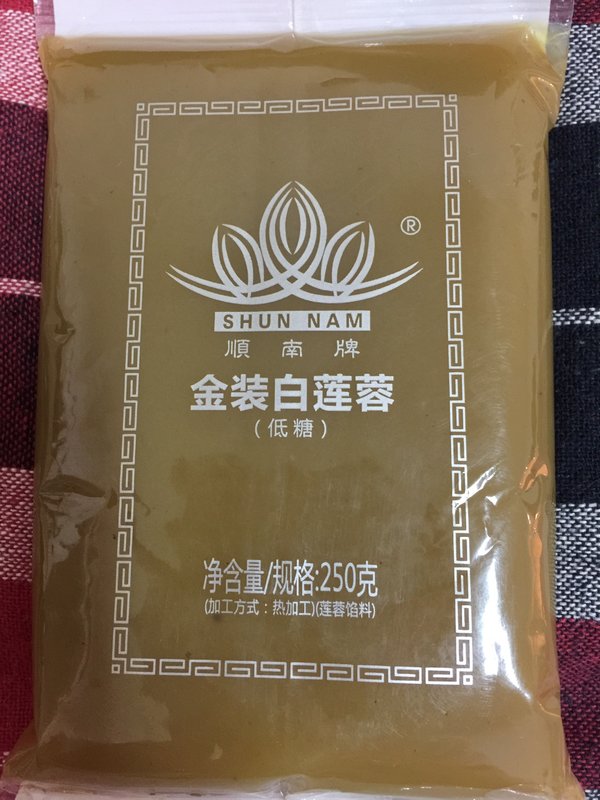 ®
SHUN NAM
順南牌
金装白莲蓉
(低糖)
净含量/规格:250克
(加工方式:热加工)(莲蓉馅料)